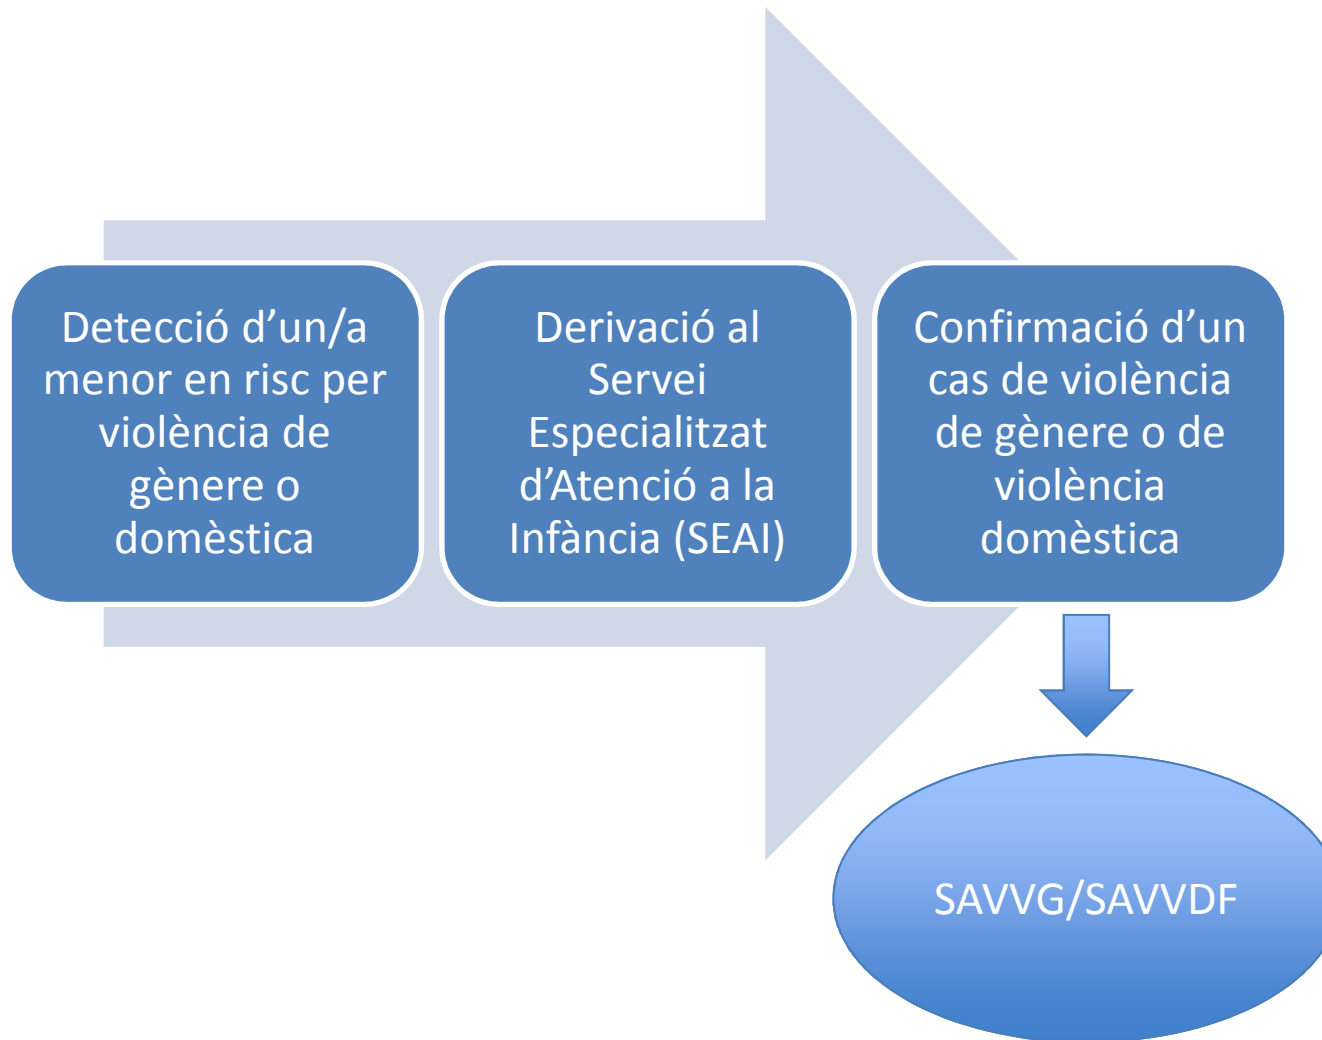 Detecció d’un/a
menor en risc per
violència de
gènere o
domèstica
Derivació al
Servei
Especialitzat
d’Atenció a la
Infància (SEAI)
Confirmació d’un
cas de violència
de gènere o de
violència
domèstica
SAVVG/SAVVDF